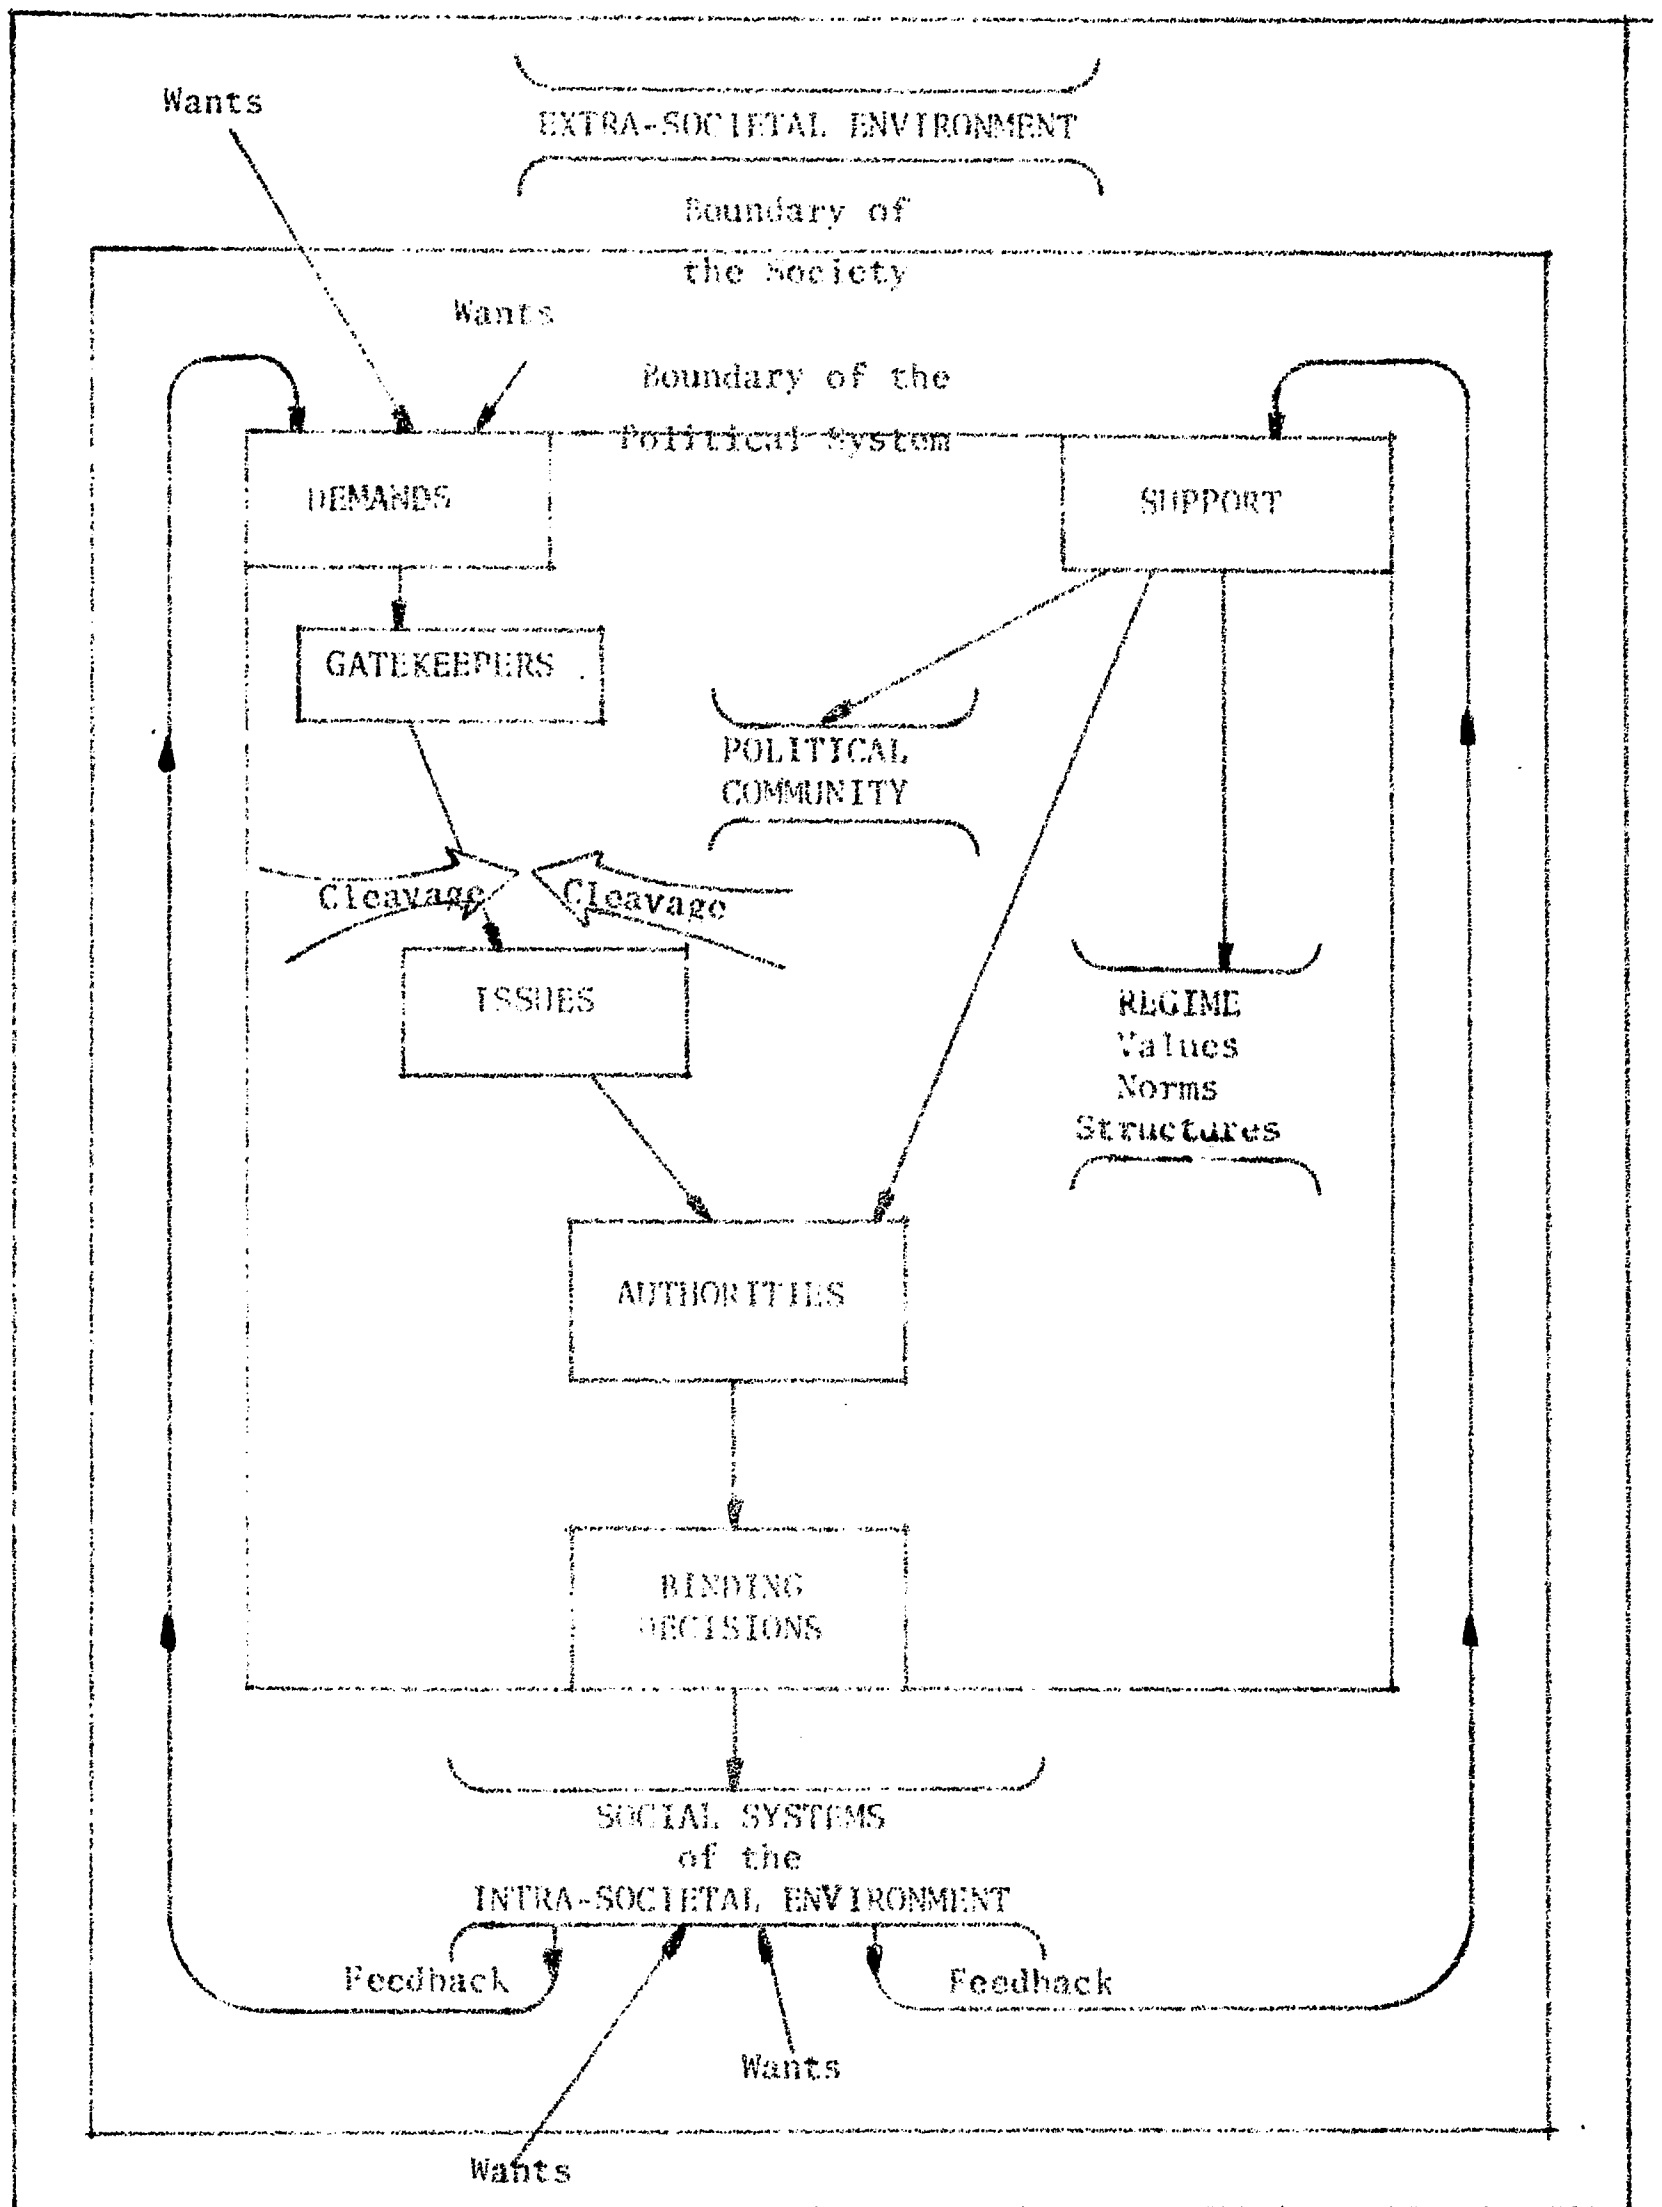 Wants
EXTRA-SOCIETAL ENVIRONMENT
Boundary of
the Society
Wants
Boundary of the
Political System
DEMANDS
SUPPORT
GATEKEEPERS
POLITICAL
COMMUNITY
Cleavage
Cleavage
ISSUES
REGIME
Values
Norms
Structures
AUTHORITIES
BINDING
DECISIONS
SOCIAL SYSTEMS
of the
INTRA-SOCIETAL ENVIRONMENT
Feedback
Feedback
Wants
Wants